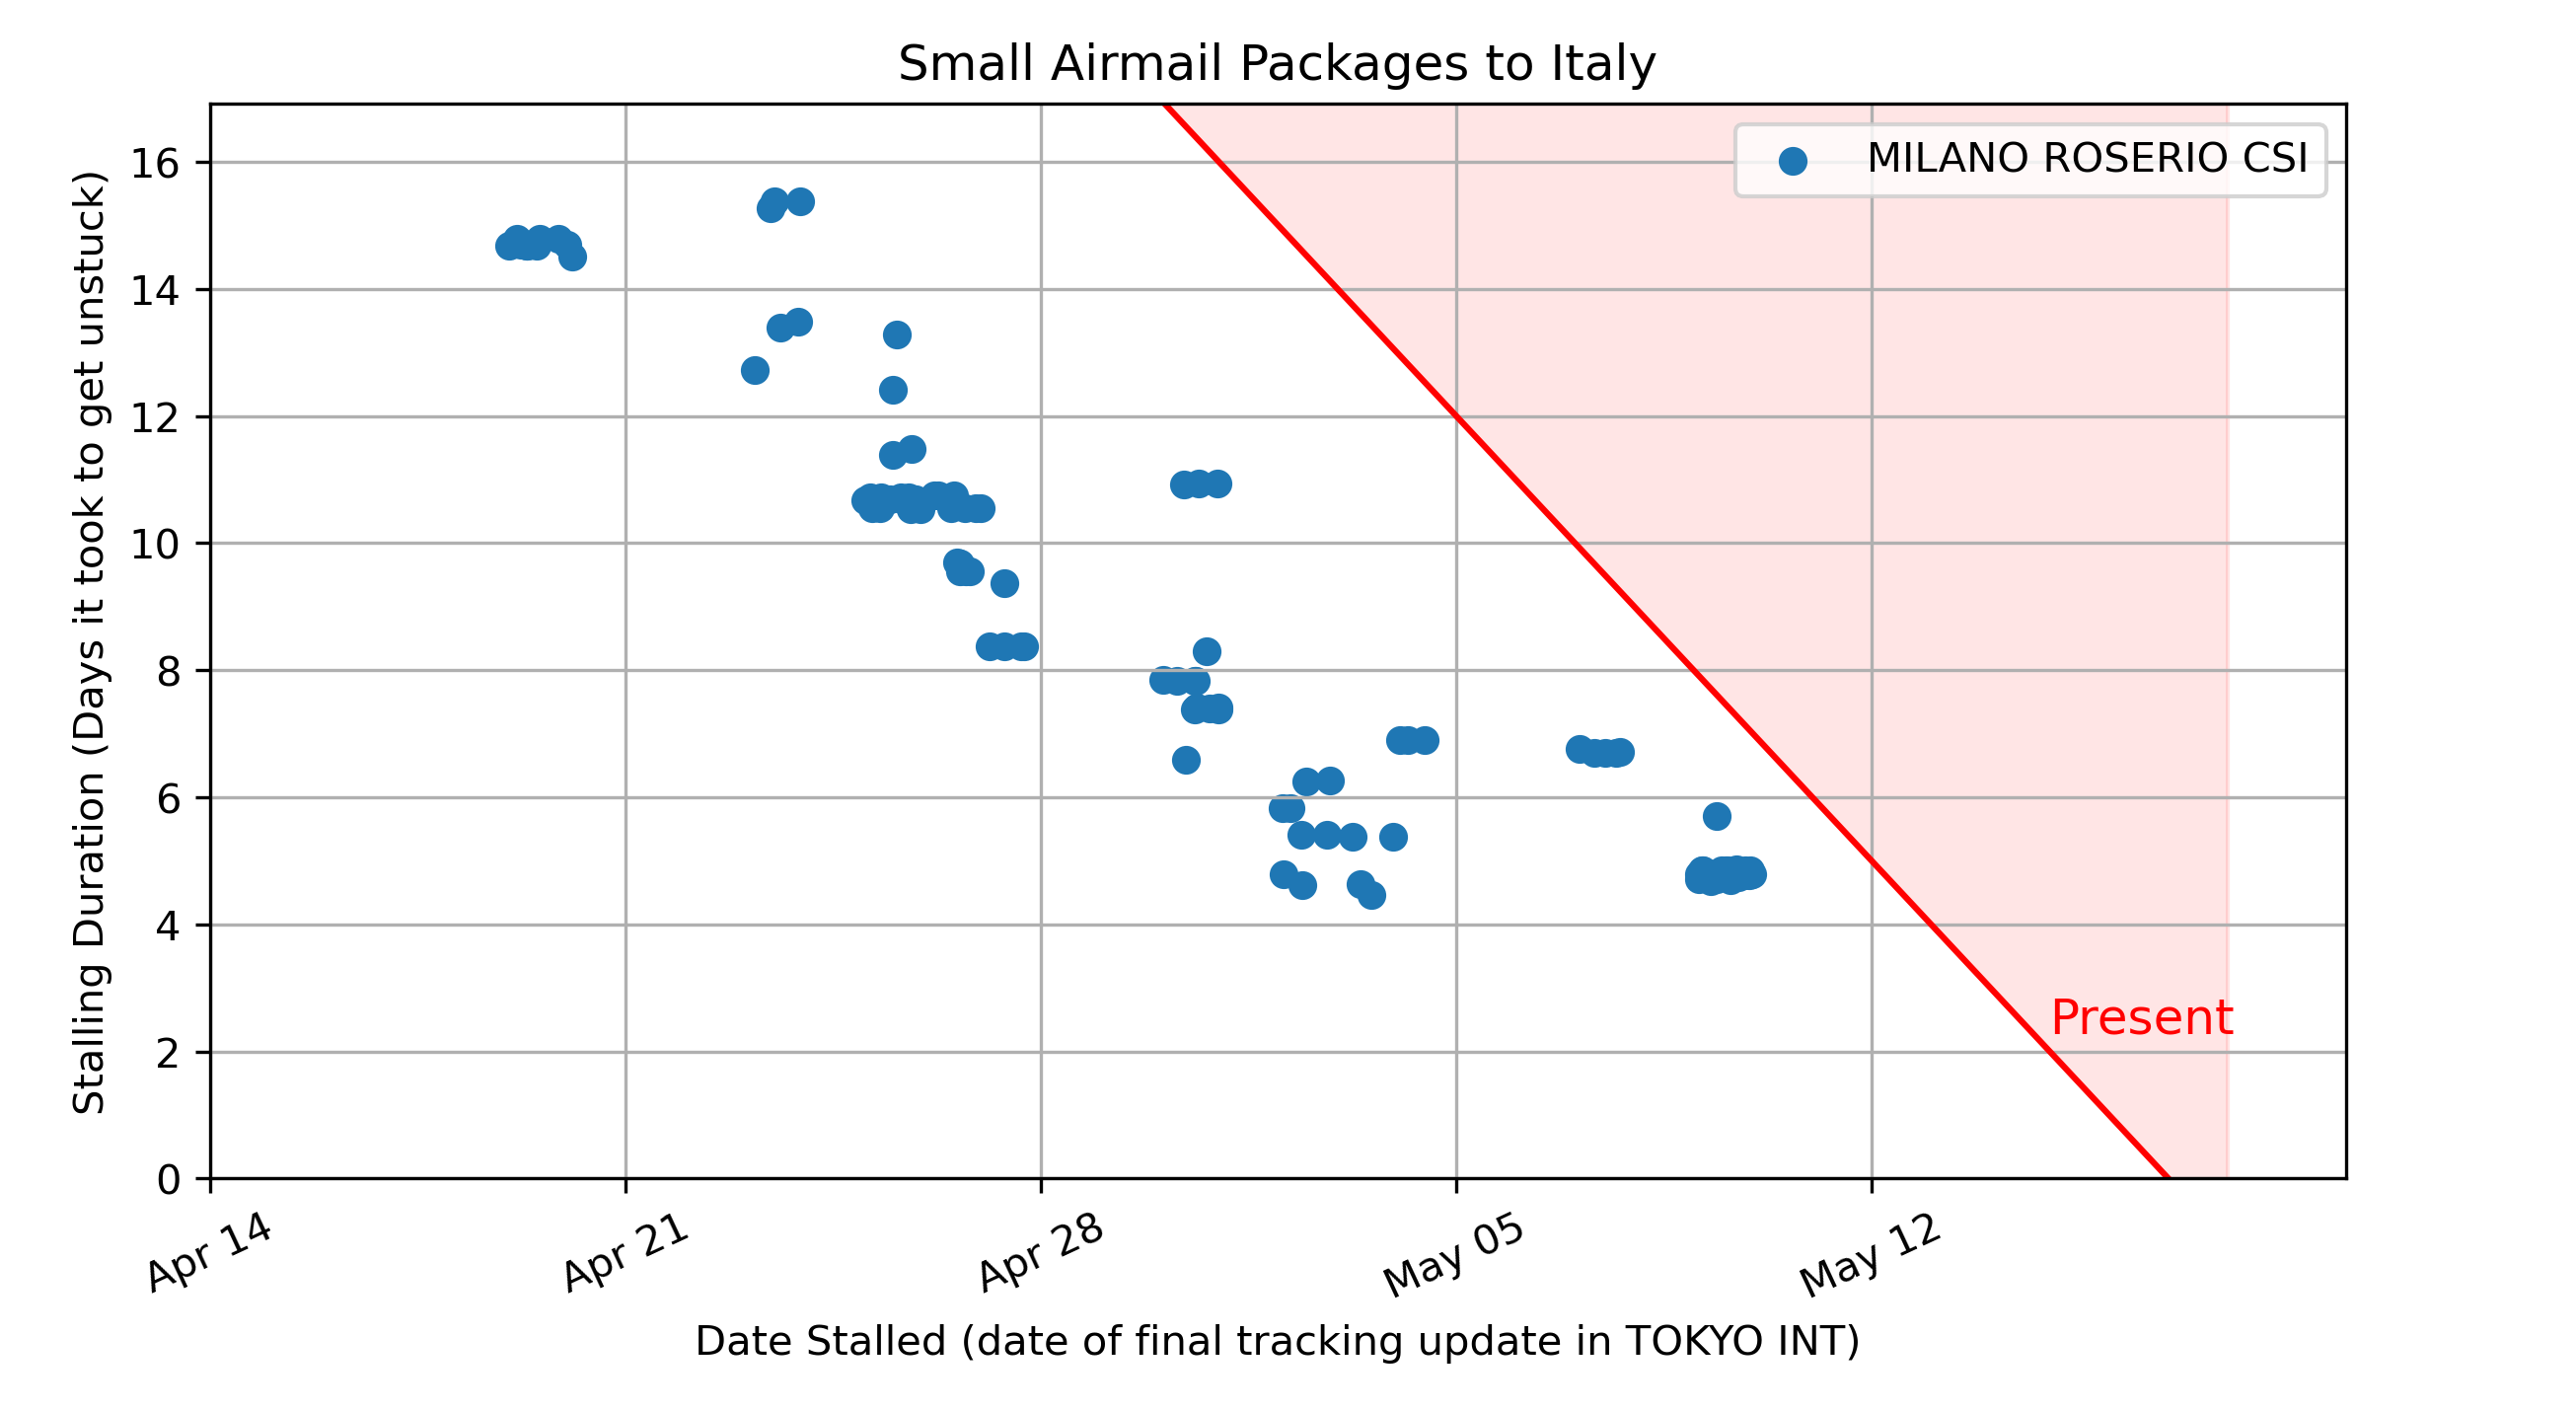 Small Airmail Packages to Italy
MILANO ROSERIO CSI
Stalling Duration (Days it took to get unstuck)
16
14
12
10
8
6
4
2
0
Present
Apr 14
Apr 21
Apr 28
May 05
May 12
Date Stalled (date of final tracking update in TOKYO INT)